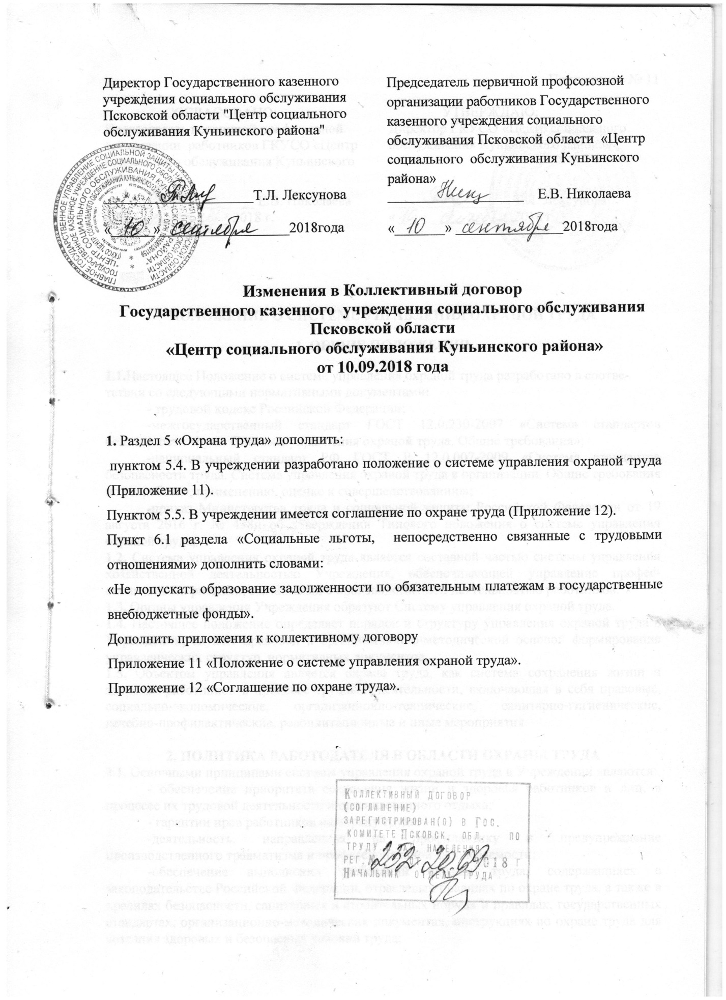 Директор Государственного казенного
учреждения социального обслуживания
Псковской области "Центр социального
обслуживания Куньинского района"
Т.Л. Лексунова
«10» сентября 2018года
Председатель первичной профсоюзной
организации работников Государственного
казенного учреждения социального
обслуживания Псковской области «Центр
социального обслуживания Куньинского
района»
Е.В. Николаева
«10» сентября 2018года
Изменения в Коллективный договор
Государственного казенного учреждения социального обслуживания
Псковской области
«Центр социального обслуживания Куньинского района»
от 10.09.2018 года
1. Раздел 5 «Охрана труда» дополнить:
пунктом 5.4. В учреждении разработано положение о системе управления охраной труда
(Приложение 11).
Пунктом 5.5. В учреждении имеется соглашение по охране труда (Приложение 12).
Пункт 6.1 раздела «Социальные льготы, непосредственно связанные с трудовыми
отношениями» дополнить словами:
«Не допускать образование задолженности по обязательным платежам в государственные
внебюджетные фонды».
Дополнить приложения к коллективному договору
Приложение 11 «Положение о системе управления охраной труда».
Приложение 12 «Соглащение по охране труда».
КОЛЛЕКТИВНЫЙ ДОГОВОР
(СОГЛАШЕНИЕ)
ЗАРЕГИСТРИРОВАН(О) В ГОС.
КОМИТЕТЕ ПСКОВСК. ОБЛ. ПО
ТРУДУ И ЗАН. НАСЕЛЕНИЯ
РЕГ.№ 252 ОТ 20.09 2018 Г
НАЧАЛЬНИК ОТДЕЛА ТРУДА